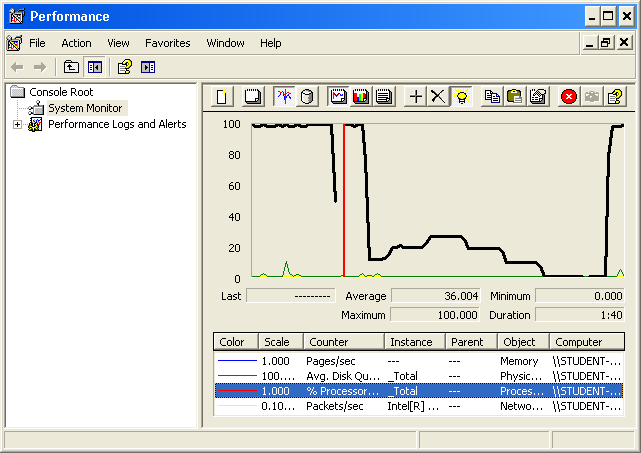 Performance
File Action View Favorites Window Help
Console Root
System Monitor
Performance Logs and Alerts
100
80
60
40
20
0
Last --------- Average 36.004 Minimum 0.000
Maximum 100.000 Duration 1:40
Color Scale Counter Instance Parent Object Computer
1.000 Pages/sec --- --- Memory \\STUDENT-...
100.... Avg. Disk Qu... _Total --- Physic... \\STUDENT-...
1.000 % Processor... _Total --- Proces... \\STUDENT-...
0.10... Packets/sec Intel[R] ... --- Netwo... \\STUDENT-...